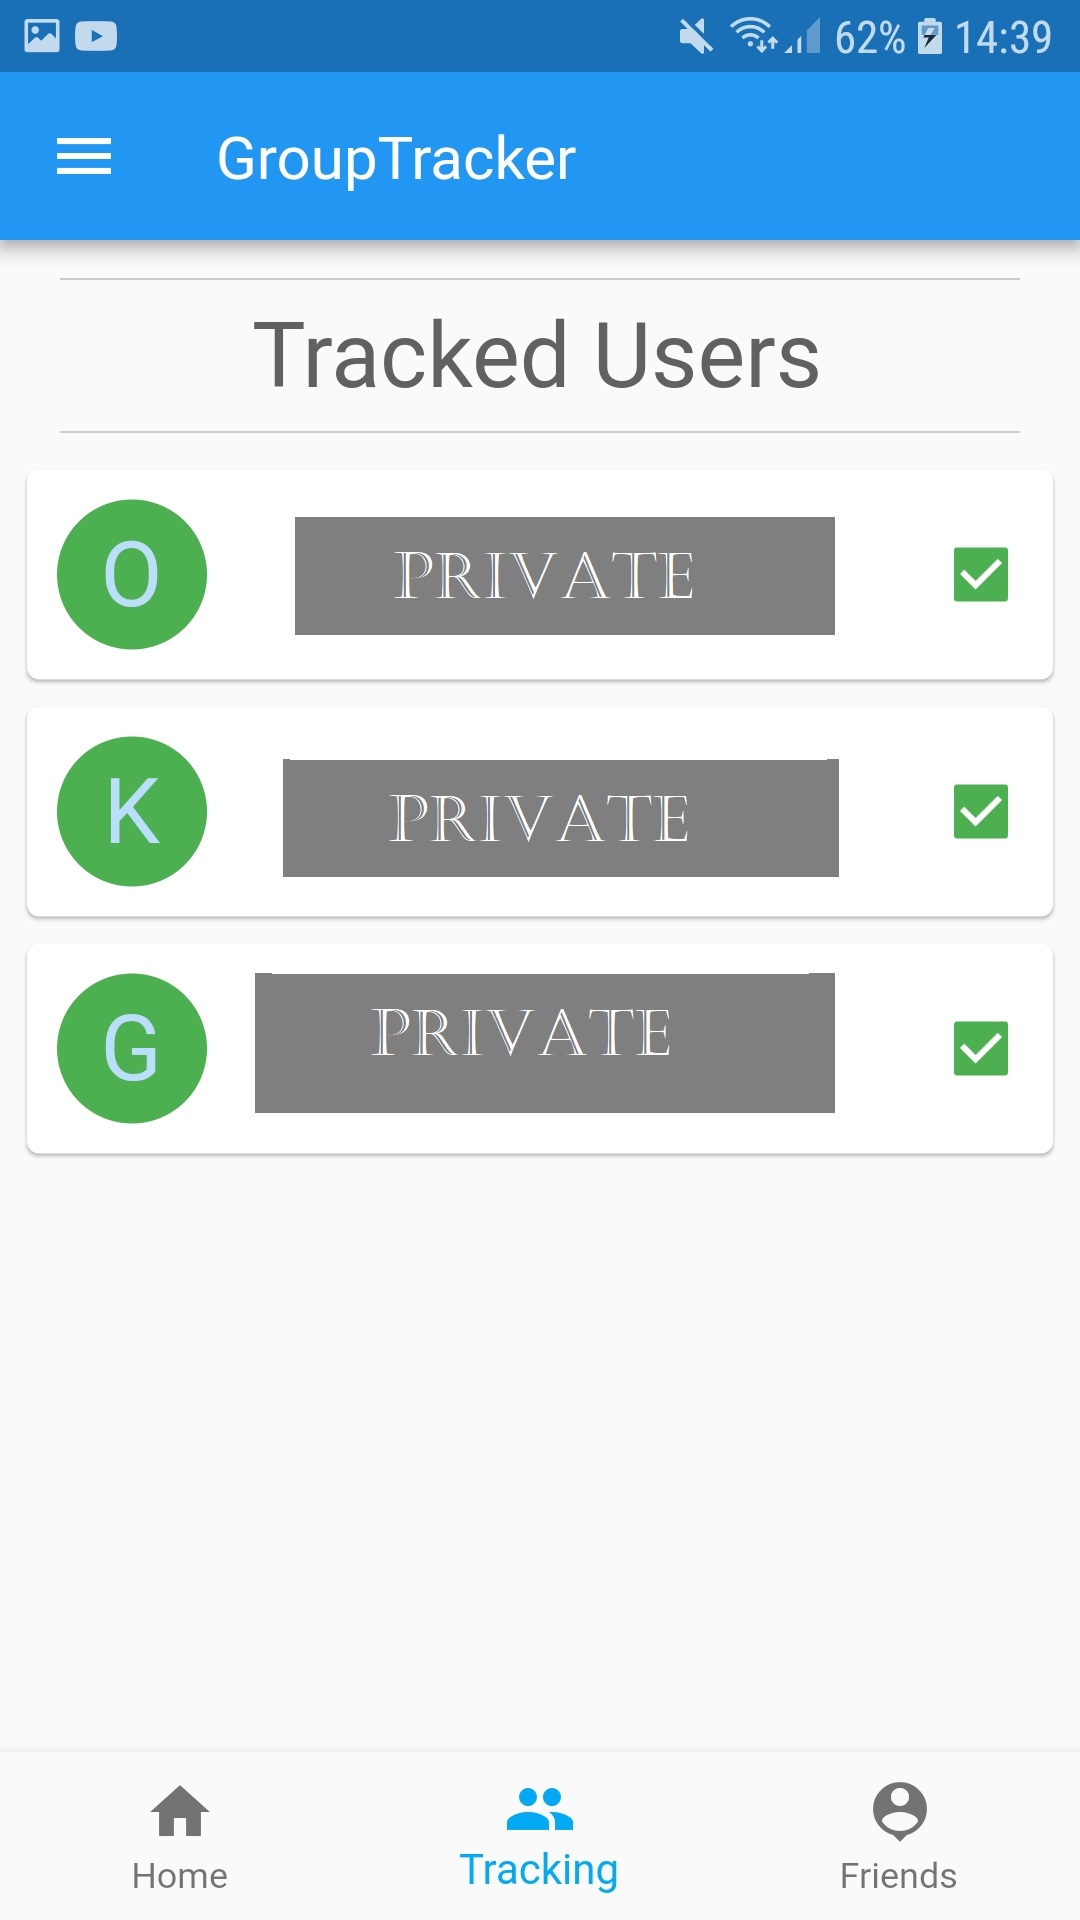 62% 14:39
GroupTracker
Tracked Users
O PRIVATE
K PRIVATE
G PRIVATE
Home Tracking Friends